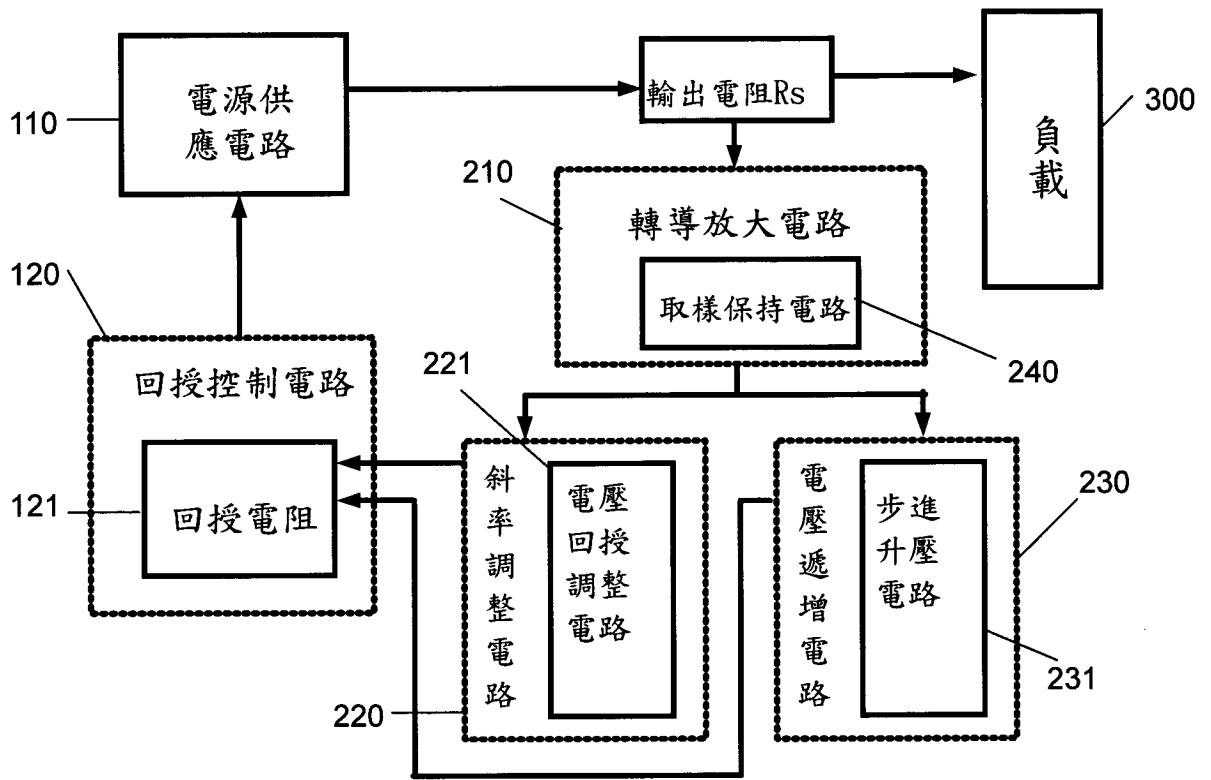 電源供
應電路
110
輸出電阻Rs
300
負載
210
轉導放大電路
取樣保持電路
240
120
回授控制電路
121
回授電阻
221
斜率調整電路
電壓
回授
調整
電路
220
電壓遞增電路
步進
升壓
電路
230
231